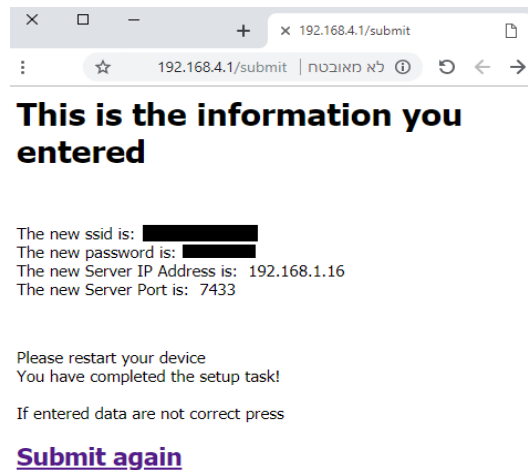 192.168.4.1/submit
192.168.4.1/submit | לא מאובטח
This is the information you
entered
The new ssid is:
The new password is:
The new Server IP Address is: 192.168.1.16
The new Server Port is: 7433
Please restart your device
You have completed the setup task!
If entered data are not correct press
Submit again